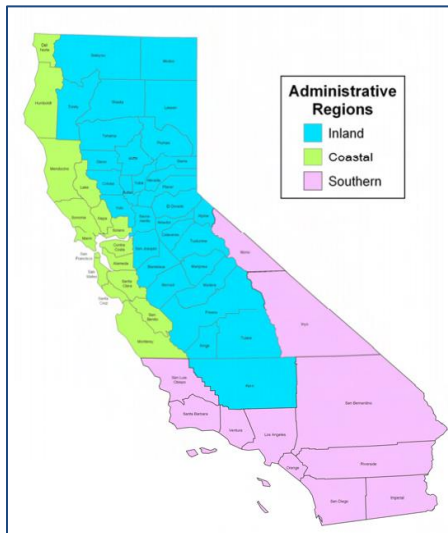 Administrative
Regions
Inland
Coastal
Southern
Del
Norte
Siskiyou
Modoc
Humboldt
Trinity
Shasta
Lassen
Tehama
Plumas
Mendocino
Glenn
Butte
Sierra
Lake
Colusa
Yuba
Nevada
Placer
Sutter
Yolo
El Dorado
Sonoma
Napa
Alpine
Solano
Marin
Calaveras
Contra
Costa
San Joaquin
Tuolumne
San
Francisco
Alameda
Mono
San
Mateo
Stanislaus
Mariposa
Santa
Clara
Merced
Madera
Santa
Cruz
San
Benito
Fresno
Inyo
Monterey
Kings
Tulare
San Luis
Obispo
Kern
San Bernardino
Santa Barbara
Ventura
Los Angeles
Orange
Riverside
San Diego
Imperial